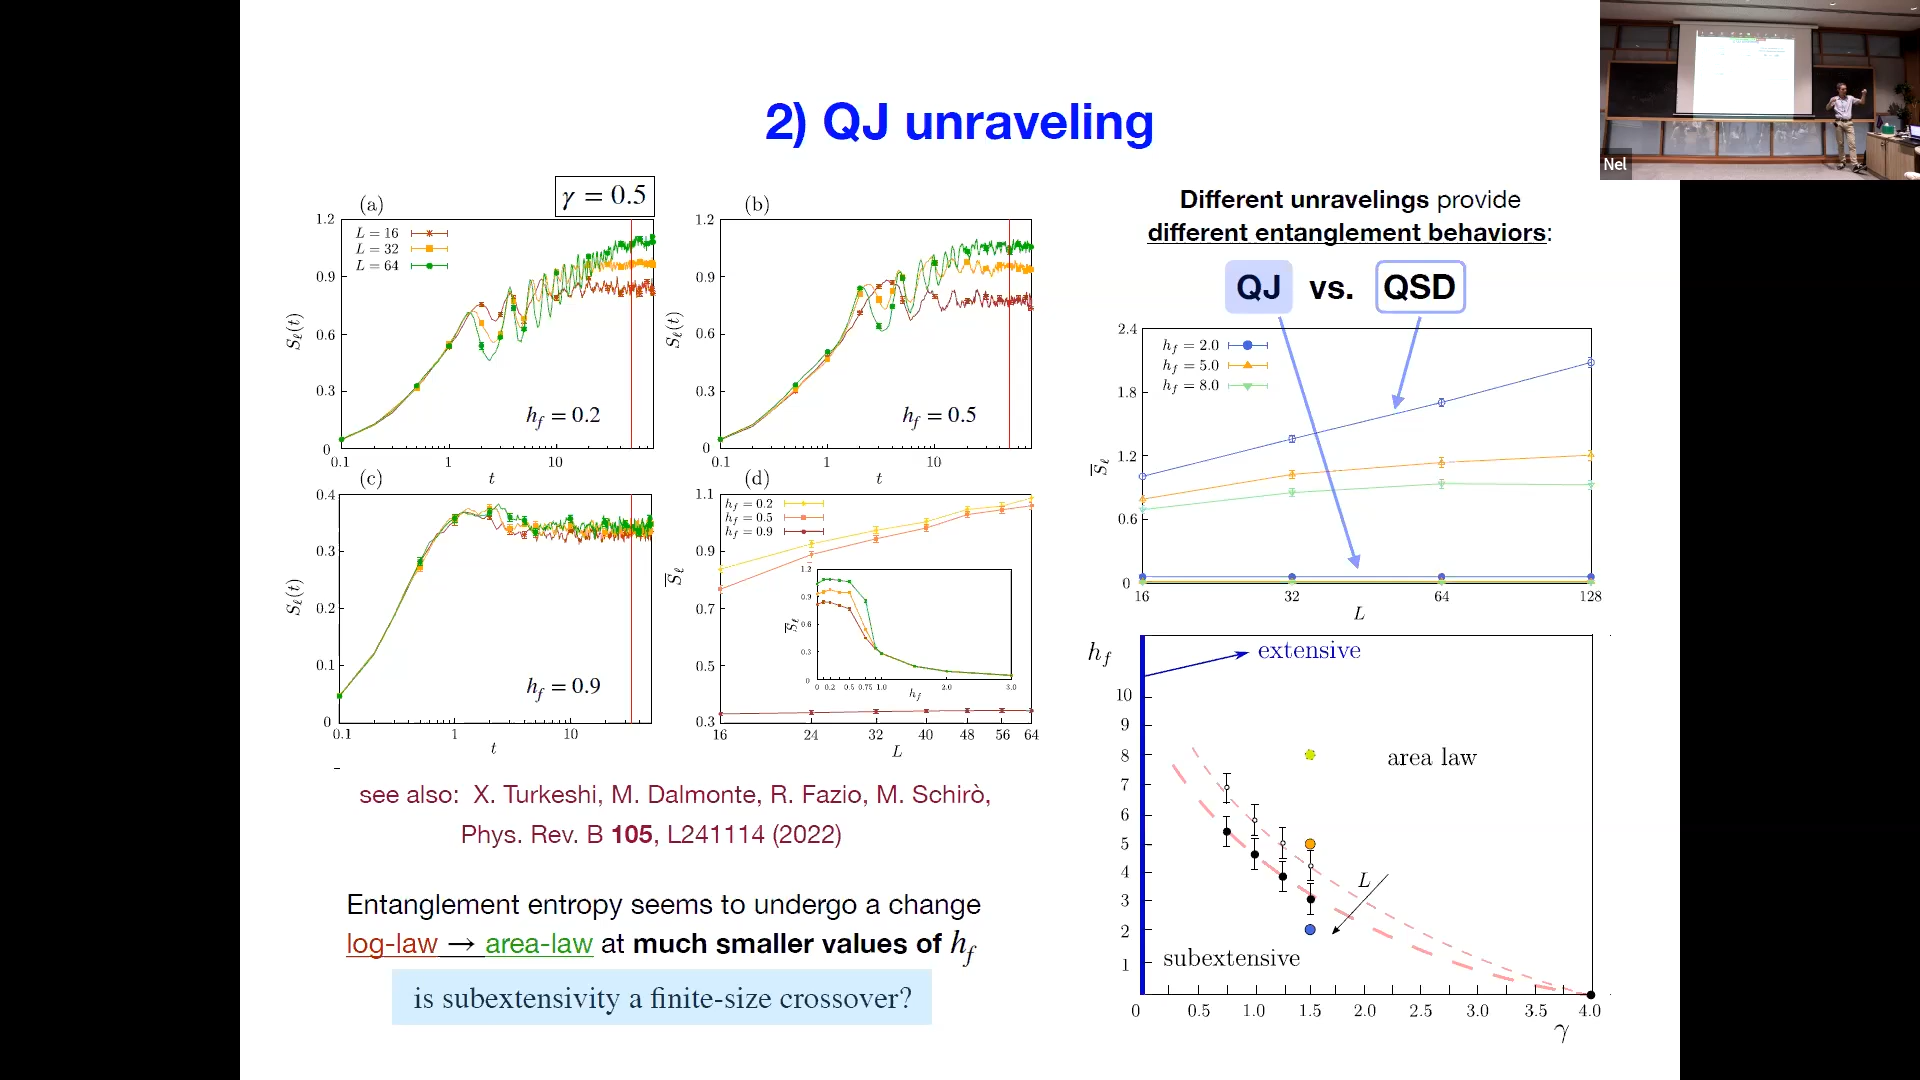 2) QJ unraveling
γ = 0.5
(a)
1.2
0.9
0.6
0.3
0
L = 16
L = 32
L = 64
S_ℓ(t)
h_f = 0.2
0.1 1 10
t
(b)
1.2
0.9
0.6
0.3
0
S_ℓ(t)
h_f = 0.5
0.1 1 10
t
(c)
0.4
0.3
0.2
0.1
0
S_ℓ(t)
h_f = 0.9
0.1 1 10
t
(d)
1.1
0.9
0.7
0.5
0.3
h_f = 0.2
h_f = 0.5
h_f = 0.9
S̅_ℓ
1.2
0.9
0.6
0.3
0
S̅_ℓ
0 0.2 0.5 0.75 1.0 2.0 3.0
h_f
16 24 32 40 48 56 64
L
see also: X. Turkeshi, M. Dalmonte, R. Fazio, M. Schirò,
Phys. Rev. B 105, L241114 (2022)
Entanglement entropy seems to undergo a change
log-law → area-law at much smaller values of h_f
is subextensivity a finite-size crossover?
Different unravelings provide
different entanglement behaviors:
QJ vs. QSD
2.4
1.8
1.2
0.6
0
h_f = 2.0
h_f = 5.0
h_f = 8.0
S̅_ℓ
16 32 64 128
L
h_f
extensive
10
9
8
7
6
5
4
3
2
1
area law
L
subextensive
0 0.5 1.0 1.5 2.0 2.5 3.0 3.5 4.0
γ
Nel